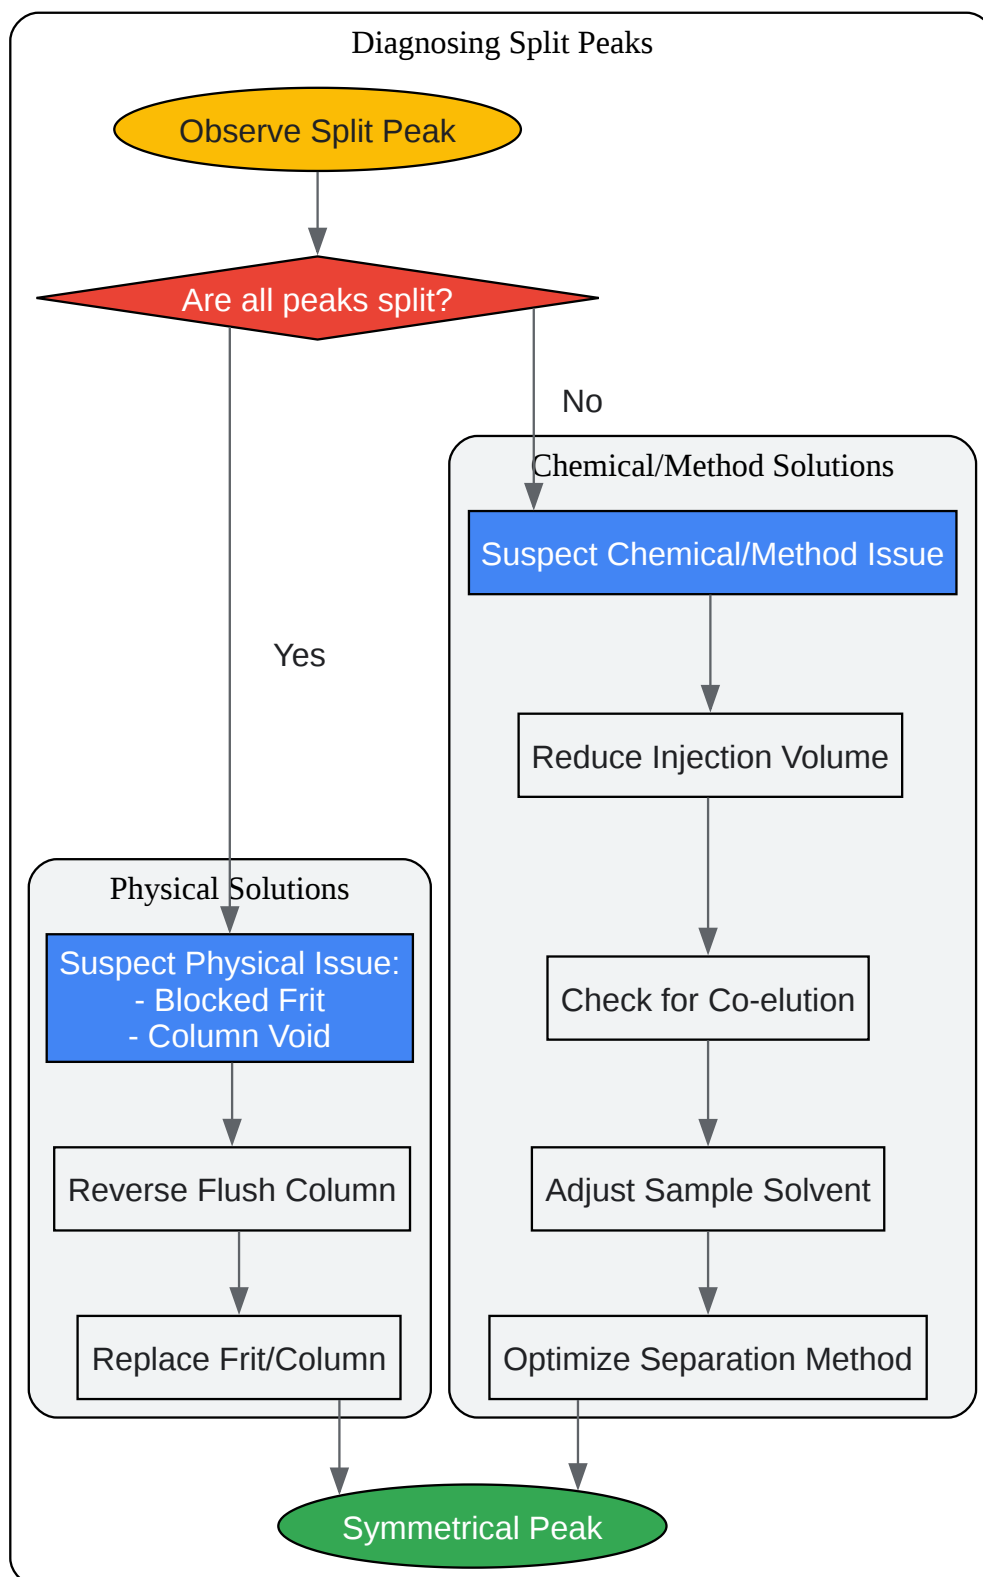 Diagnosing Split Peaks
Observe Split Peak
Are all peaks split?
No
Chemical/Method Solutions
Suspect Chemical/Method Issue
Yes
Reduce Injection Volume
Physical Solutions
Suspect Physical Issue:
- Blocked Frit
- Column Void
Check for Co-elution
Reverse Flush Column
Adjust Sample Solvent
Replace Frit/Column
Optimize Separation Method
Symmetrical Peak